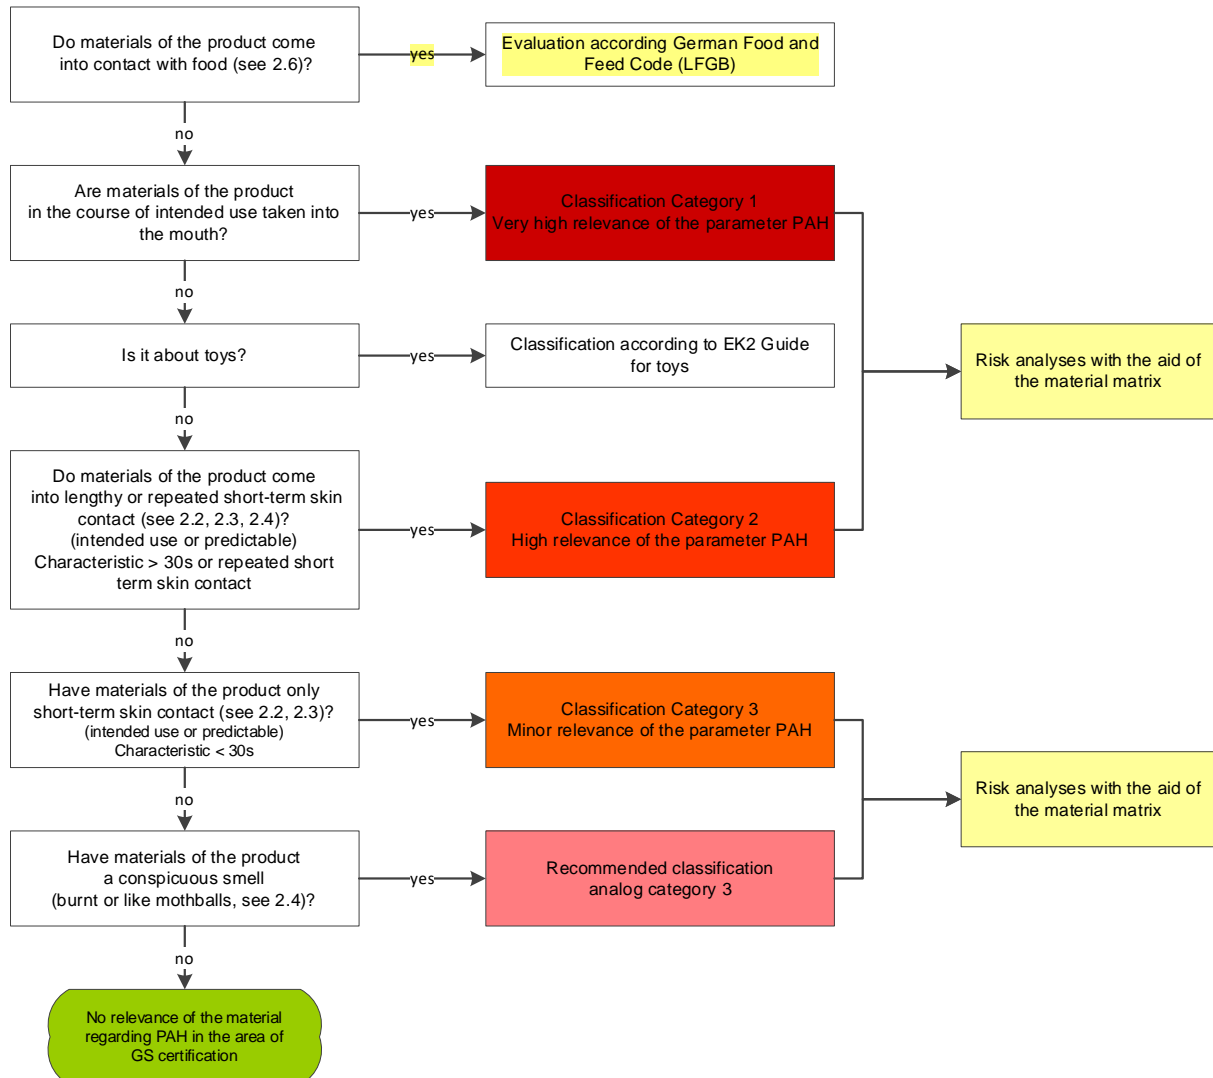 Do materials of the product come
into contact with food (see 2.6)?
yes
Evaluation according German Food and
Feed Code (LFGB)
no
Are materials of the product
in the course of intended use taken into
the mouth?
yes
Classification Category 1
Very high relevance of the parameter PAH
no
Is it about toys?
yes
Classification according to EK2 Guide
for toys
Risk analyses with the aid of
the material matrix
no
Do materials of the product come
into lengthy or repeated short-term skin
contact (see 2.2, 2.3, 2.4)?
(intended use or predictable)
Characteristic > 30s or repeated short
term skin contact
yes
Classification Category 2
High relevance of the parameter PAH
no
Have materials of the product only
short-term skin contact (see 2.2, 2.3)?
(intended use or predictable)
Characteristic < 30s
yes
Classification Category 3
Minor relevance of the parameter PAH
Risk analyses with the aid of
the material matrix
no
Have materials of the product
a conspicuous smell
(burnt or like mothballs, see 2.4)?
yes
Recommended classification
analog category 3
no
No relevance of the material
regarding PAH in the area of
GS certification